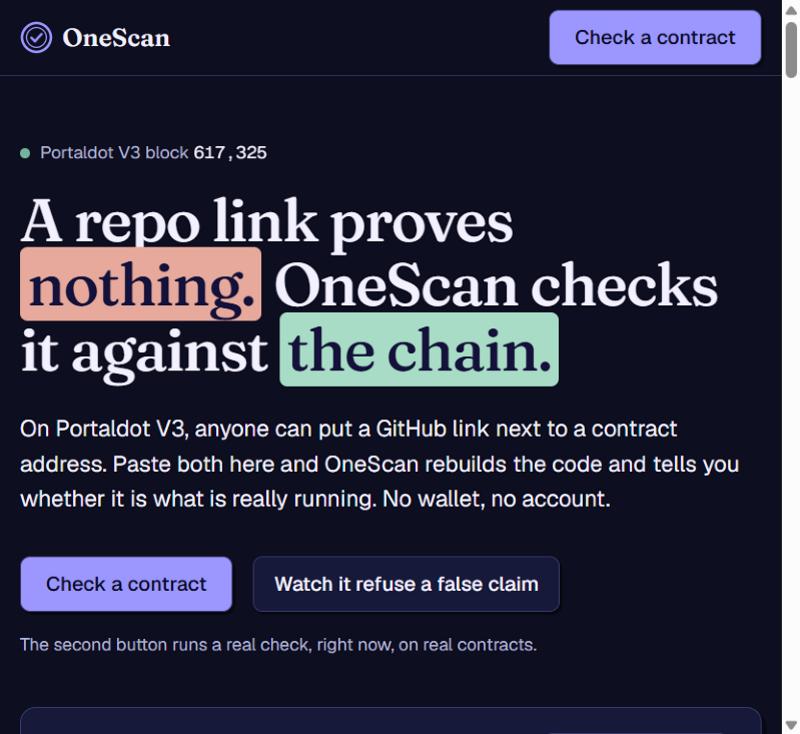 OneScan
Check a contract
Portaldot V3 block 617,325
A repo link proves
nothing. OneScan checks
it against the chain.
On Portaldot V3, anyone can put a GitHub link next to a contract
address. Paste both here and OneScan rebuilds the code and tells you
whether it is what is really running. No wallet, no account.
Check a contract
Watch it refuse a false claim
The second button runs a real check, right now, on real contracts.